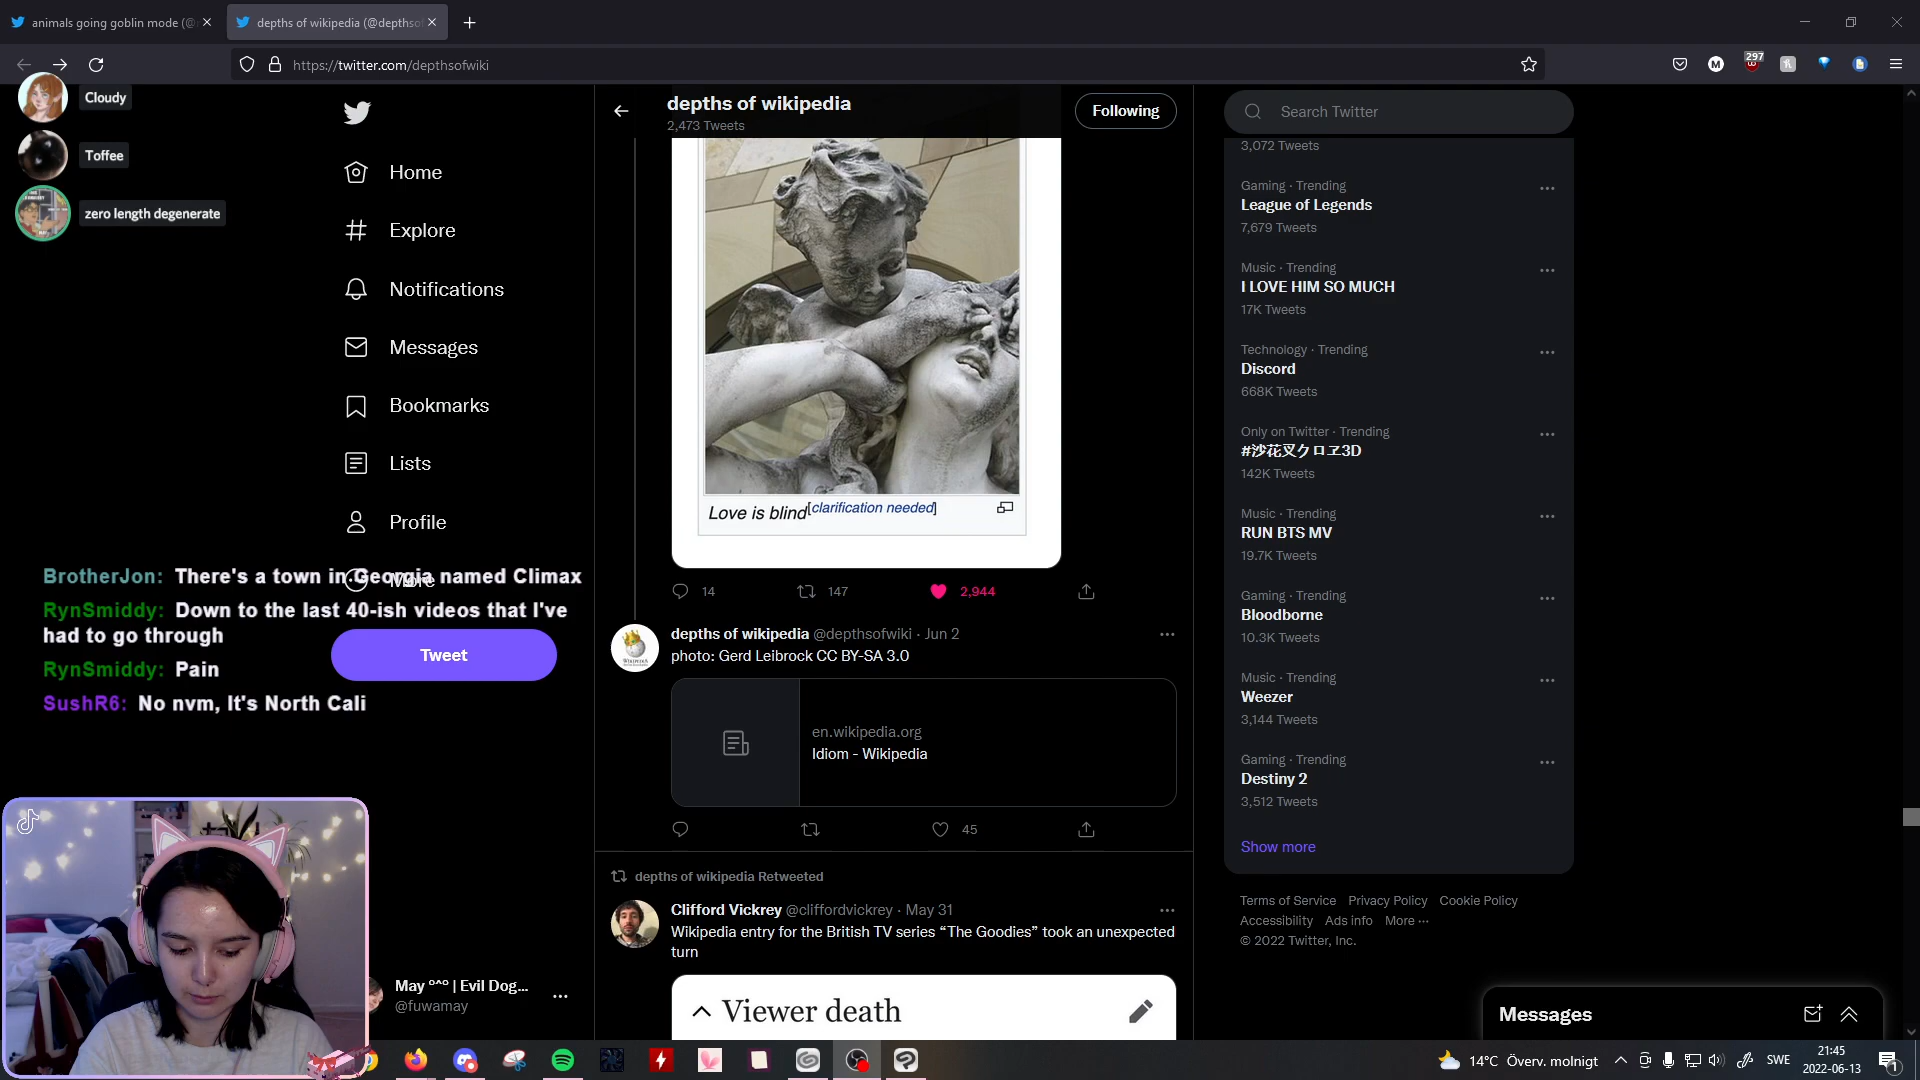 animals going goblin mode (@
depths of wikipedia (@depthso
https://twitter.com/depthsofwiki
297
Cloudy
Toffee
zero length degenerate
Home
Explore
Notifications
Messages
Bookmarks
Lists
Profile
More
Tweet
BrotherJon: There's a town in Georgia named Climax
RynSmiddy: Down to the last 40-ish videos that I've
had to go through
RynSmiddy: Pain
SushR6: No nvm, It's North Cali
May | Evil Dog...
@fuwamay
depths of wikipedia
2,473 Tweets
Following
Love is blind[clarification needed]
14
147
2,944
depths of wikipedia @depthsofwiki · Jun 2
photo: Gerd Leibrock CC BY-SA 3.0
en.wikipedia.org
Idiom - Wikipedia
45
depths of wikipedia Retweeted
Clifford Vickrey @cliffordvickrey · May 31
Wikipedia entry for the British TV series “The Goodies” took an unexpected
turn
Viewer death
Search Twitter
3,072 Tweets
Gaming · Trending
League of Legends
7,679 Tweets
Music · Trending
I LOVE HIM SO MUCH
17K Tweets
Technology · Trending
Discord
668K Tweets
Only on Twitter · Trending
#沙花叉クロヱ3D
142K Tweets
Music · Trending
RUN BTS MV
19.7K Tweets
Gaming · Trending
Bloodborne
10.3K Tweets
Music · Trending
Weezer
3,144 Tweets
Gaming · Trending
Destiny 2
3,512 Tweets
Show more
Terms of Service Privacy Policy Cookie Policy
Accessibility Ads info More ···
© 2022 Twitter, Inc.
Messages
14°C Överv. molnigt
SWE
21:45
2022-06-13
1